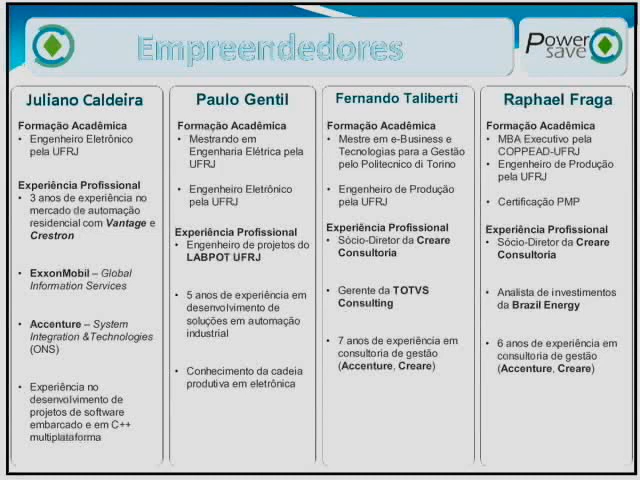 Empreendedores
Power
save
Juliano Caldeira
Formação Acadêmica
• Engenheiro Eletrônico
pela UFRJ
Experiência Profissional
• 3 anos de experiência no
mercado de automação
residencial com Vantage e
Crestron
• ExxonMobil – Global
Information Services
• Accenture – System
Integration &Technologies
(ONS)
• Experiência no
desenvolvimento de
projetos de software
embarcado e em C++
multiplataforma
Paulo Gentil
Formação Acadêmica
• Mestrando em
Engenharia Elétrica pela
UFRJ
• Engenheiro Eletrônico
pela UFRJ
Experiência Profissional
• Engenheiro de projetos do
LABPOT UFRJ
• 5 anos de experiência em
desenvolvimento de
soluções em automação
industrial
• Conhecimento da cadeia
produtiva em eletrônica
Fernando Taliberti
Formação Acadêmica
• Mestre em e-Business e
Tecnologias para a Gestão
pelo Politecnico di Torino
• Engenheiro de Produção
pela UFRJ
Experiência Profissional
• Sócio-Diretor da Creare
Consultoria
• Gerente da TOTVS
Consulting
• 7 anos de experiência em
consultoria de gestão
(Accenture, Creare)
Raphael Fraga
Formação Acadêmica
• MBA Executivo pela
COPPEAD-UFRJ
• Engenheiro de Produção
pela UFRJ
• Certificação PMP
Experiência Profissional
• Sócio-Diretor da Creare
Consultoria
• Analista de investimentos
da Brazil Energy
• 6 anos de experiência em
consultoria de gestão
(Accenture, Creare)